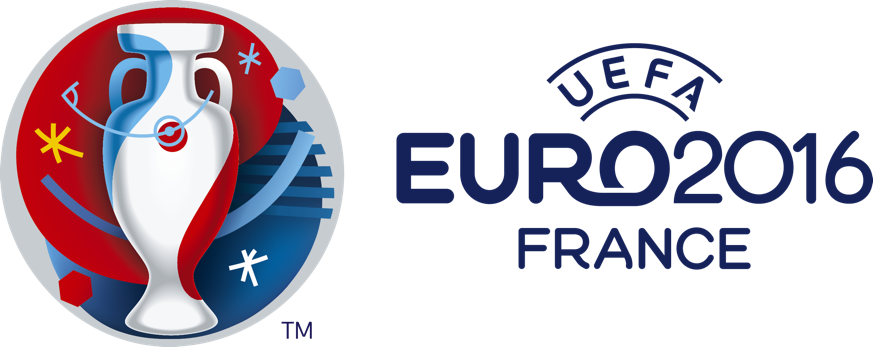 UEFA
EURO2016
FRANCE
TM